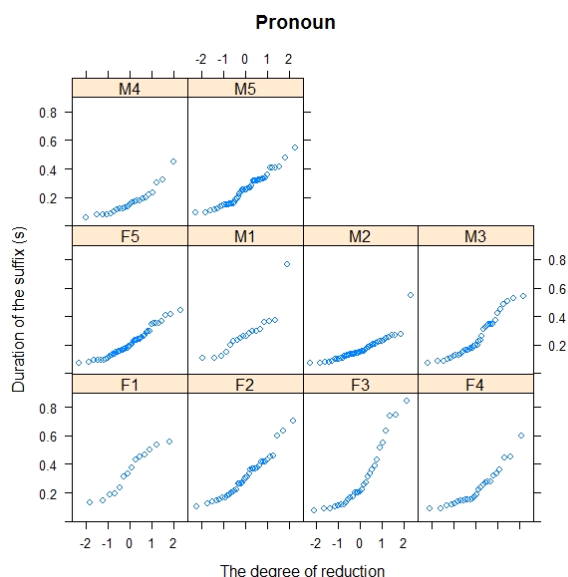 Pronoun
-2 -1 0 1 2
M4 M5
0.8
0.6
0.4
0.2
F5 M1 M2 M3
0.8
0.6
0.4
0.2
F1 F2 F3 F4
0.8
0.6
0.4
0.2
-2 -1 0 1 2 -2 -1 0 1 2
Duration of the suffix (s)
The degree of reduction